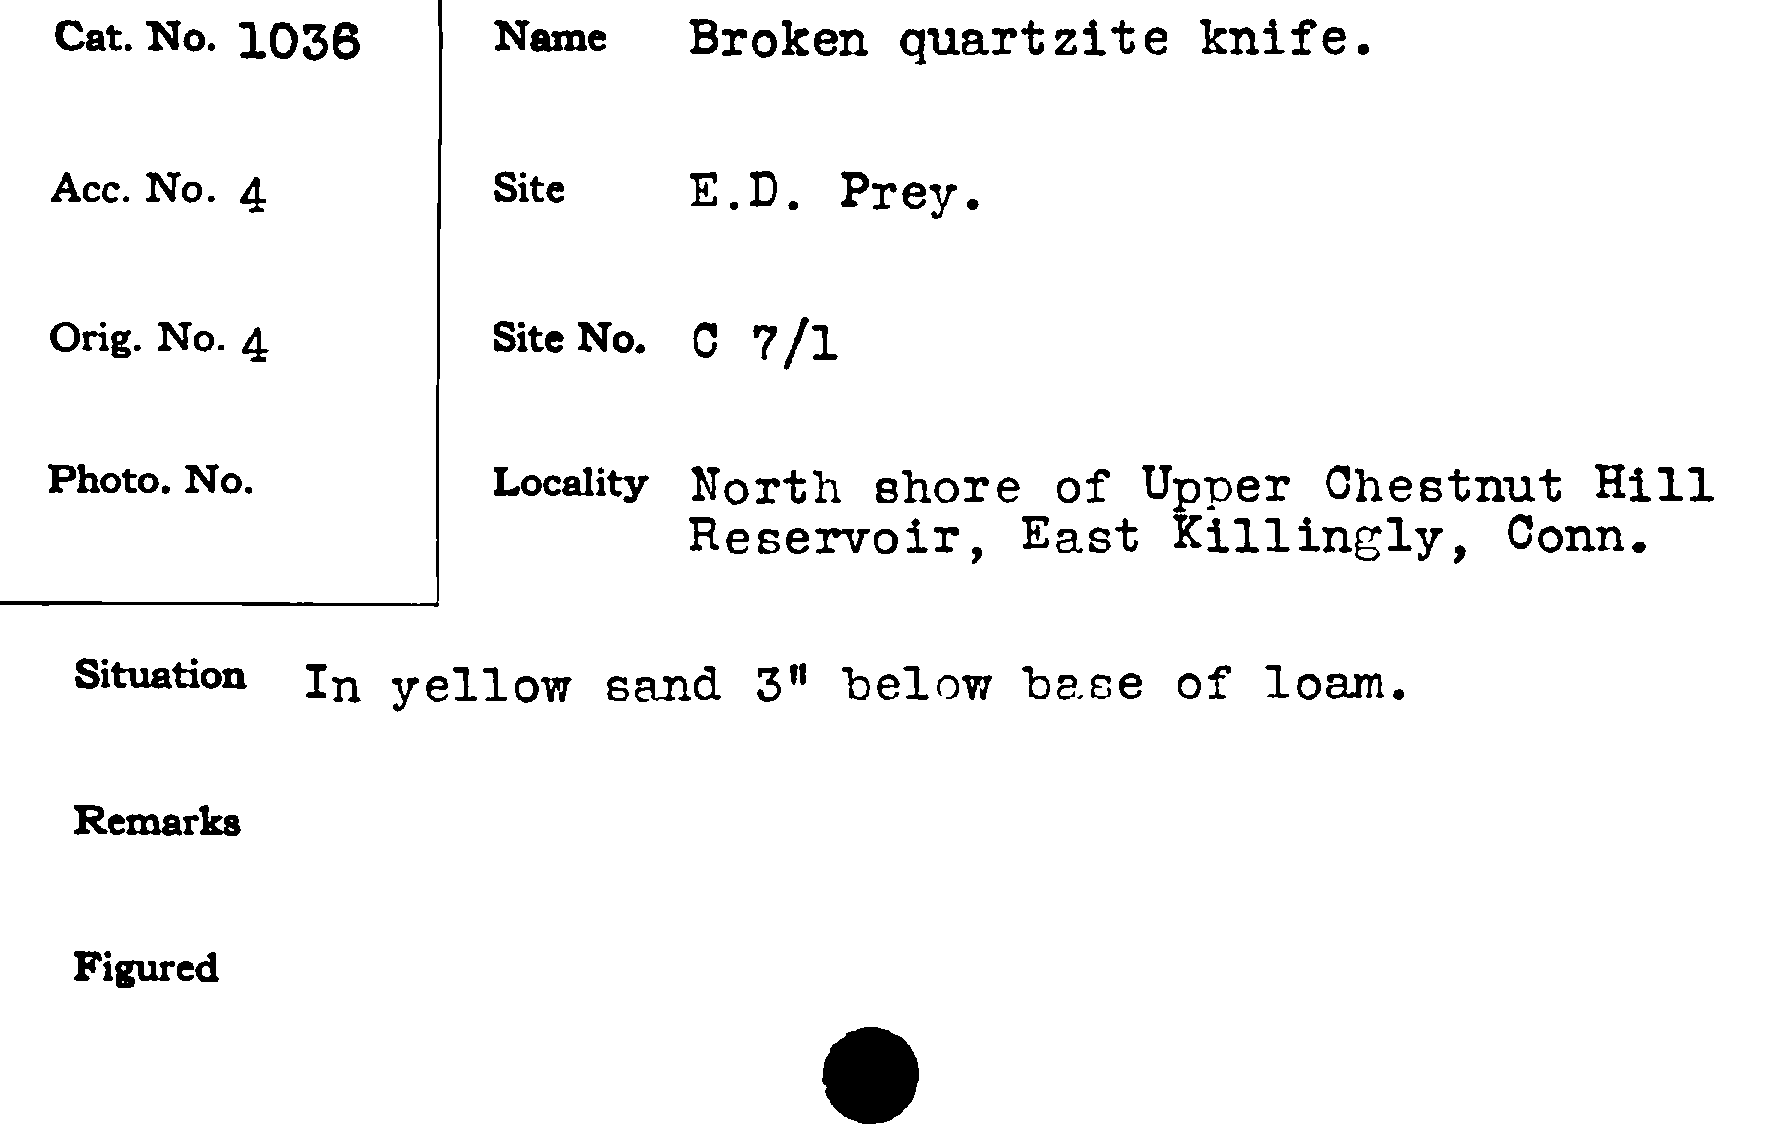 Cat. No. 1036
Name Broken quartzite knife.
Acc. No. 4
Site E.D. Prey.
Orig. No. 4
Site No. C 7/1
Photo. No.
Locality North shore of Upper Chestnut Hill
Reservoir, East Killingly, Conn.
Situation In yellow sand 3" below base of loam.
Remarks
Figured